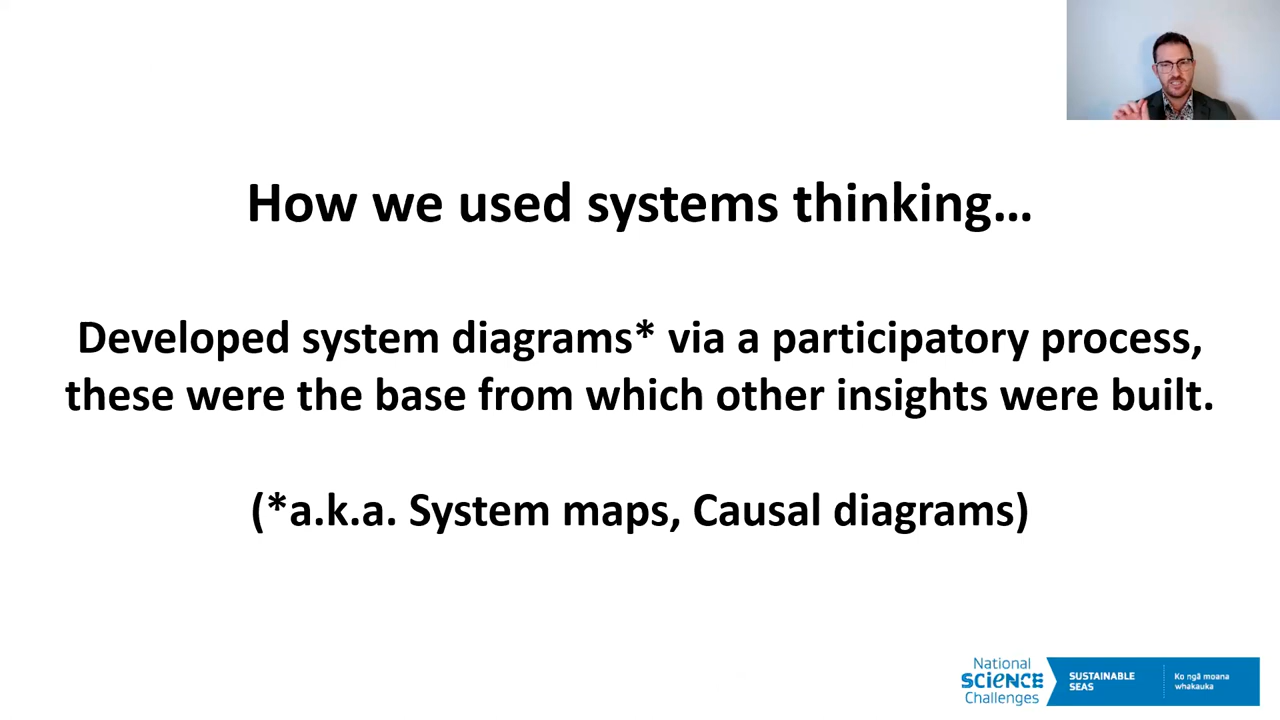 How we used systems thinking…
Developed system diagrams* via a participatory process,
these were the base from which other insights were built.
(*a.k.a. System maps, Causal diagrams)
National
SCIENCE
Challenges
SUSTAINABLE
SEAS
Ko ngā moana
whakauka